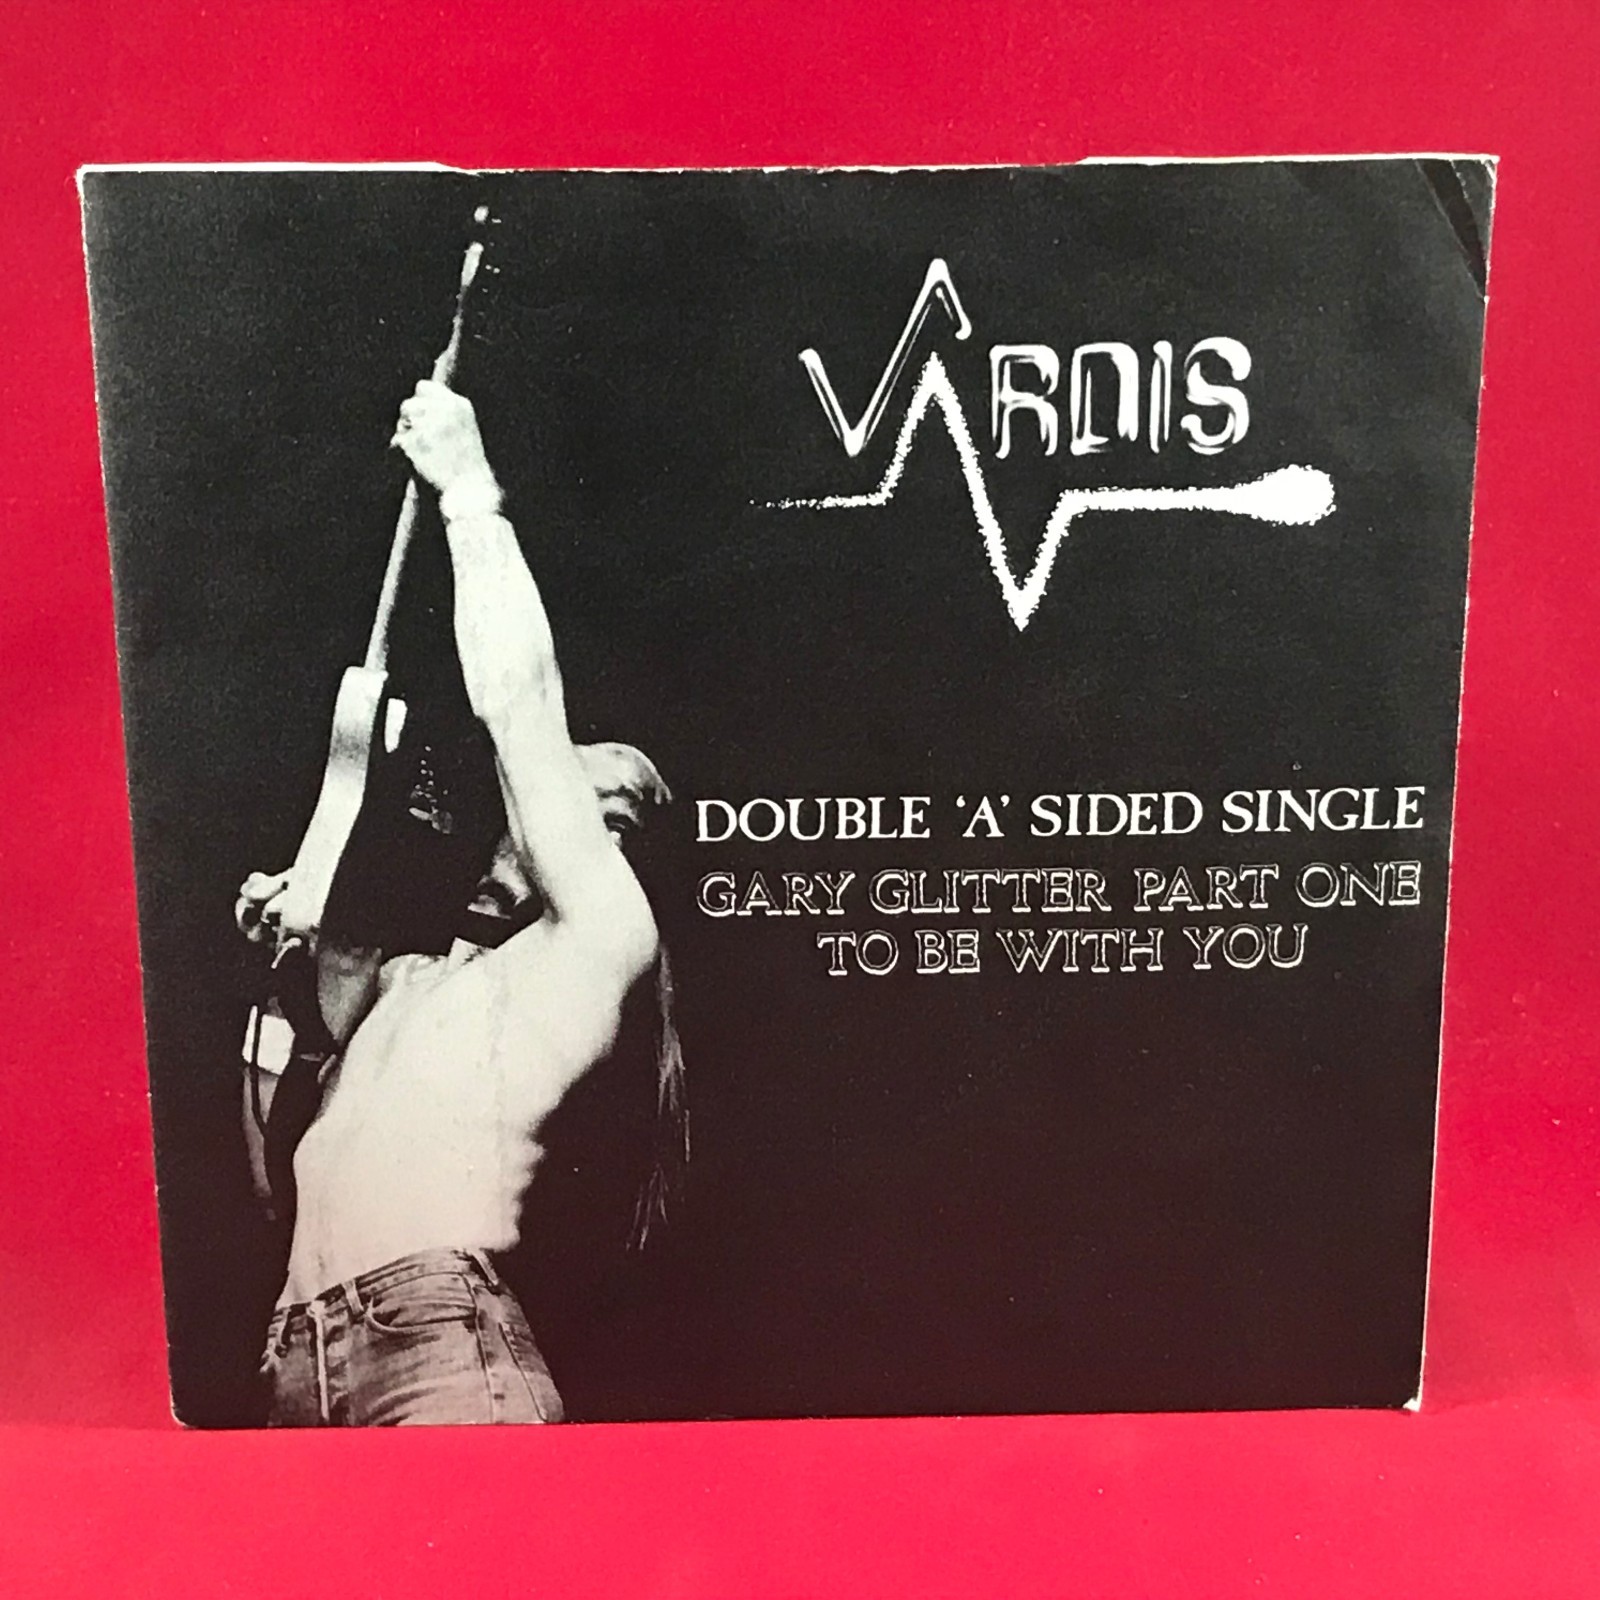 VARDIS
DOUBLE ‘A’ SIDED SINGLE
GARY GLITTER PART ONE
TO BE WITH YOU